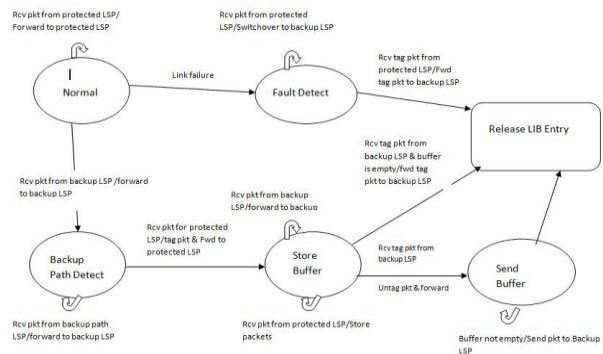 Rcv pkt from protected LSP/
Forward to protected LSP
Rcv pkt from protected
LSP/Switchover to backup LSP
Normal
Link failure
Fault Detect
Rcv tag pkt from
protected LSP/Fwd
tag pkt to backup LSP
Release LIB Entry
Rcv pkt from backup LSP /forward
to backup LSP
Rcv pkt from backup
LSP/forward to backuo
Rcv tag pkt from
backup LSP & buffer
is empty/fwd tag
pkt to backup LSP
Backup
Path Detect
Rcv pkt for protected
LSP/tag pkt & Fwd to
protected LSP
Store
Buffer
Rcv tag pkt from
backup LSP
Untag pkt & forward
Send
Buffer
Rcv pkt from backup path
LSP/forward to backup LSP
Rcv pkt from protected LSP/Store
packets
Buffer not empty/Send pkt to Backup
LSP